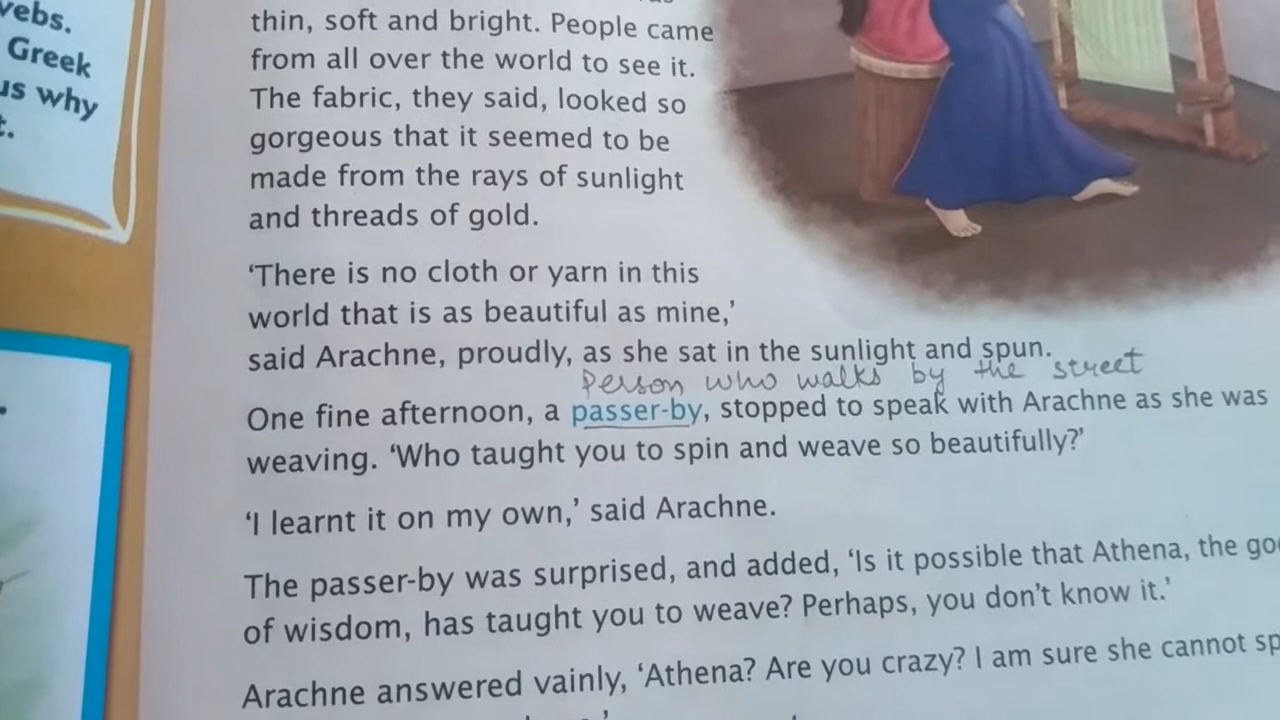 vebs.
Greek
us why
t.
thin, soft and bright. People came
from all over the world to see it.
The fabric, they said, looked so
gorgeous that it seemed to be
made from the rays of sunlight
and threads of gold.
‘There is no cloth or yarn in this
world that is as beautiful as mine,’
said Arachne, proudly, as she sat in the sunlight and spun.
Person who walks by the street
One fine afternoon, a passer-by, stopped to speak with Arachne as she was
weaving. ‘Who taught you to spin and weave so beautifully?’
‘I learnt it on my own,’ said Arachne.
The passer-by was surprised, and added, ‘Is it possible that Athena, the go
of wisdom, has taught you to weave? Perhaps, you don’t know it.’
Arachne answered vainly, ‘Athena? Are you crazy? I am sure she cannot sp